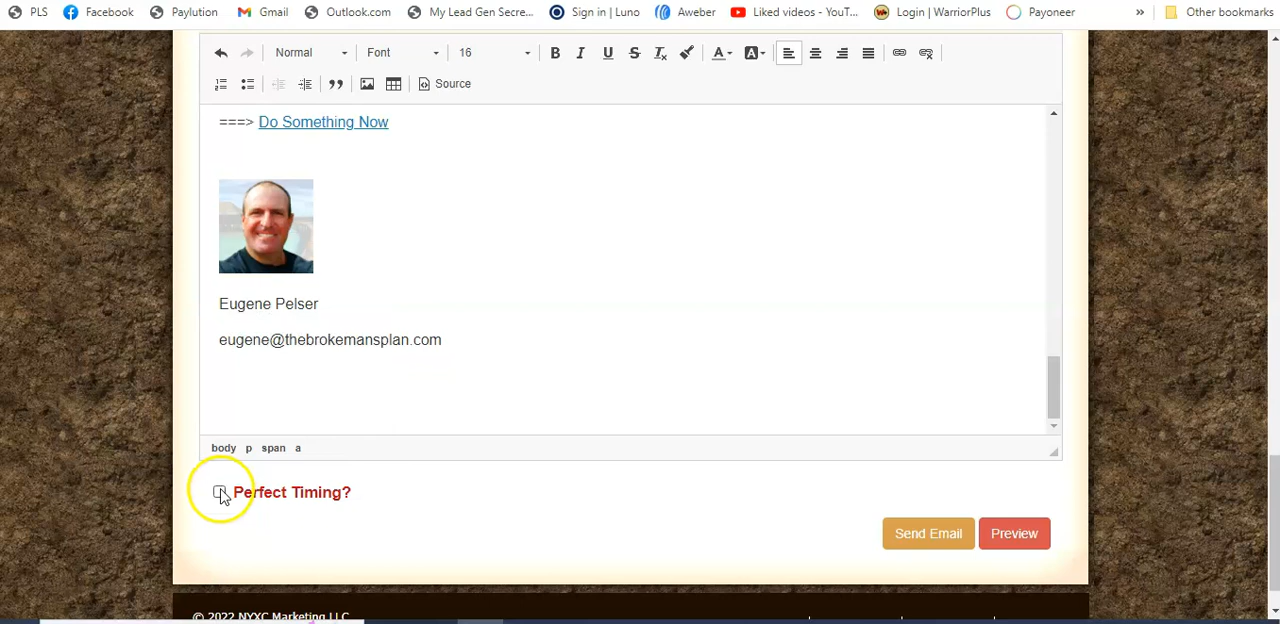 PLS Facebook Paylution Gmail Outlook.com My Lead Gen Secre... Sign in | Luno Aweber Liked videos - YouT... Login | WarriorPlus Payoneer » Other bookmarks
Normal Font 16 B I U S Tx A A
Source
===> Do Something Now
Eugene Pelser
eugene@thebrokemansplan.com
body p span a
Perfect Timing?
Send Email Preview
© 2022 NYXC Marketing LLC